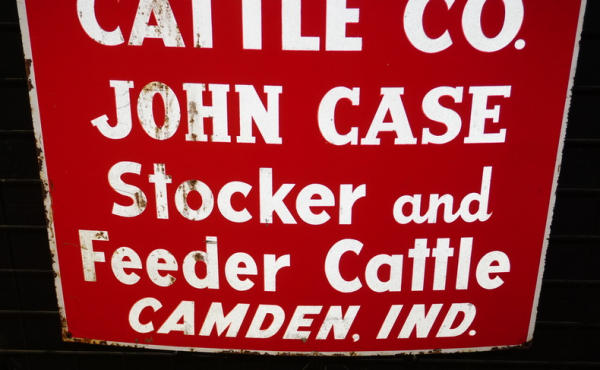 CATTLE CO.
JOHN CASE
Stocker and
Feeder Cattle
CAMDEN, IND.